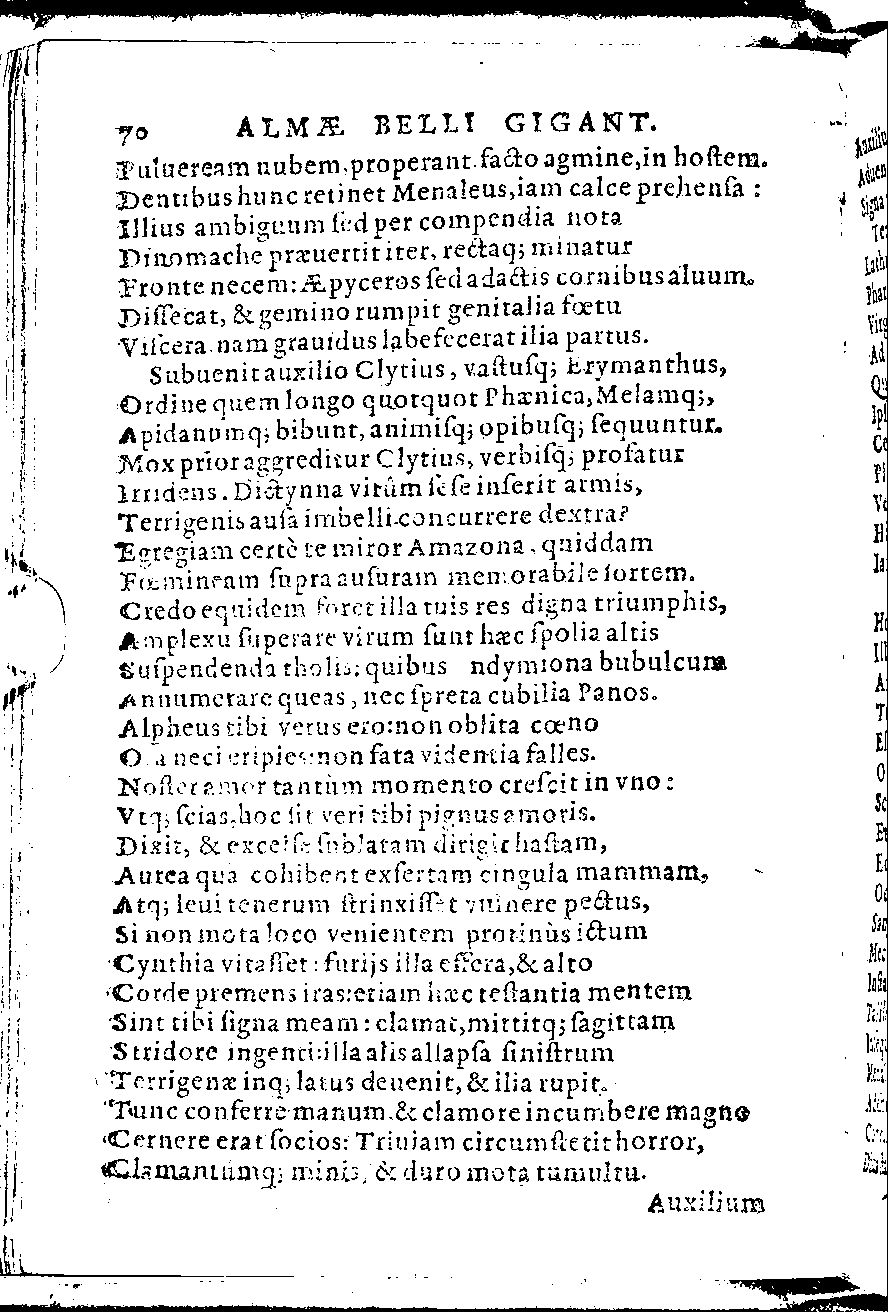 70 ALMÆ BELLI GIGANT.
Pulueream nubem, properant facto agmine, in hostem.
Dentibus hunc retinet Menaleus, iam calce prehensa :
Illius ambiguum sed per compendia nota
Dinomache præuertit iter, rectaq; minatur
Fronte necem: Æpyceros sed adactis cornibus aluum.
Dissecat, & gemino rumpit genitalia fœtu
Viscera. nam grauidus labefecerat ilia partus.
Subuenit auxilio Clytius, vastusq; Erymanthus,
Ordine quem longo quotquot Phænica, Melamq;,
Apidanumq; bibunt, animisq; opibusq; sequuntur.
Mox prior aggreditur Clytius, verbisq; profatur
Irridens. Dictynna virûm sese inserit armis,
Terrigenis ausa imbelli concurrere dextra?
Egregiam certè te miror Amazona, quiddam
Fœmineam supra ausuram memorabile sortem.
Credo equidem foret illa tuis res digna triumphis,
Amplexu superare virum sunt hæc spolia altis
Suspendenda tholis: quibus ndymiona bubulcum
Annumerare queas, nec spreta cubilia Panos.
Alpheus tibi verus ero: non oblita cœno
O a neci eripies: non fata videntia falles.
Noster amor tantùm momento crescit in vno :
Vtq; scias, hoc sit veri tibi pignus amoris.
Dixit, & excelse sublatam dirigit hastam,
Aurea qua cohibent exsertam cingula mammam,
Atq; leui tenerum strinxisset vulnere pectus,
Si non mota loco venientem protinùs ictum
Cynthia vitasset : furijs illa effera, & alto
Corde premens iras: etiam hæc testantia mentem
Sint tibi signa meam : clamat, mittitq; sagittam
Stridore ingenti: illa alis allapsa sinistrum
Terrigenæ inq; latus deuenit, & ilia rupit.
Tunc conferre manum & clamore incumbere magno
Cernere erat socios: Triuiam circumstetit horror,
Clamantûmq; minis, & duro mota tumultu.
Auxilium